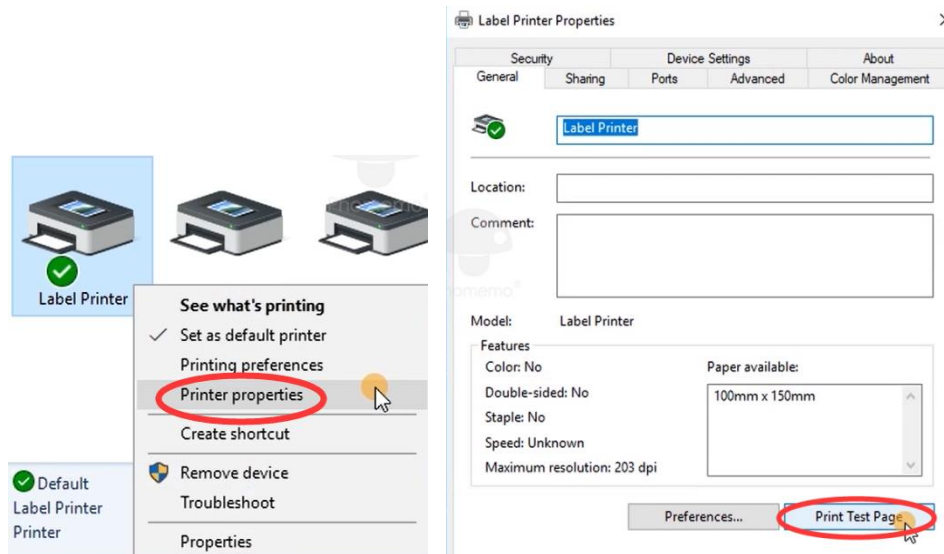 Label Printer
See what's printing
Set as default printer
Printing preferences
Printer properties
Create shortcut
Remove device
Troubleshoot
Properties
Default
Label Printer
Printer
Label Printer Properties
Security Device Settings About
General Sharing Ports Advanced Color Management
Label Printer
Location:
Comment:
Model: Label Printer
Features
Color: No
Double-sided: No
Staple: No
Speed: Unknown
Maximum resolution: 203 dpi
Paper available:
100mm x 150mm
Preferences... Print Test Page